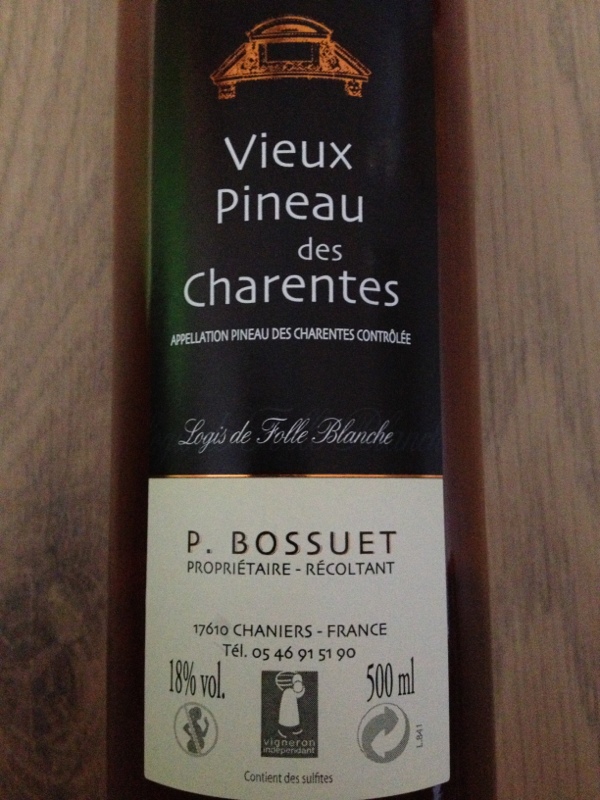 Vieux
Pineau
des
Charentes
APPELLATION PINEAU DES CHARENTES CONTRÔLÉE
Logis de Folle Blanche
P. BOSSUET
PROPRIÉTAIRE - RÉCOLTANT
17610 CHANIERS - FRANCE
Tél. 05 46 91 51 90
18% vol.
500 ml
vigneron
indépendant
L.841
Contient des sulfites